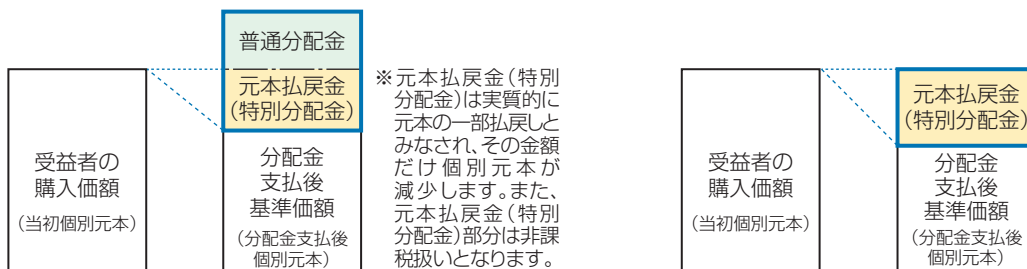 普通分配金
元本払戻金
(特別分配金)
受益者の
購入価額
(当初個別元本)
分配金
支払後
基準価額
(分配金支払後
個別元本)
※元本払戻金(特別
分配金)は実質的に
元本の一部払戻しと
みなされ、その金額
だけ個別元本が
減少します。また、
元本払戻金(特別
分配金)部分は非課
税扱いとなります。
元本払戻金
(特別分配金)
受益者の
購入価額
(当初個別元本)
分配金
支払後
基準価額
(分配金支払後
個別元本)